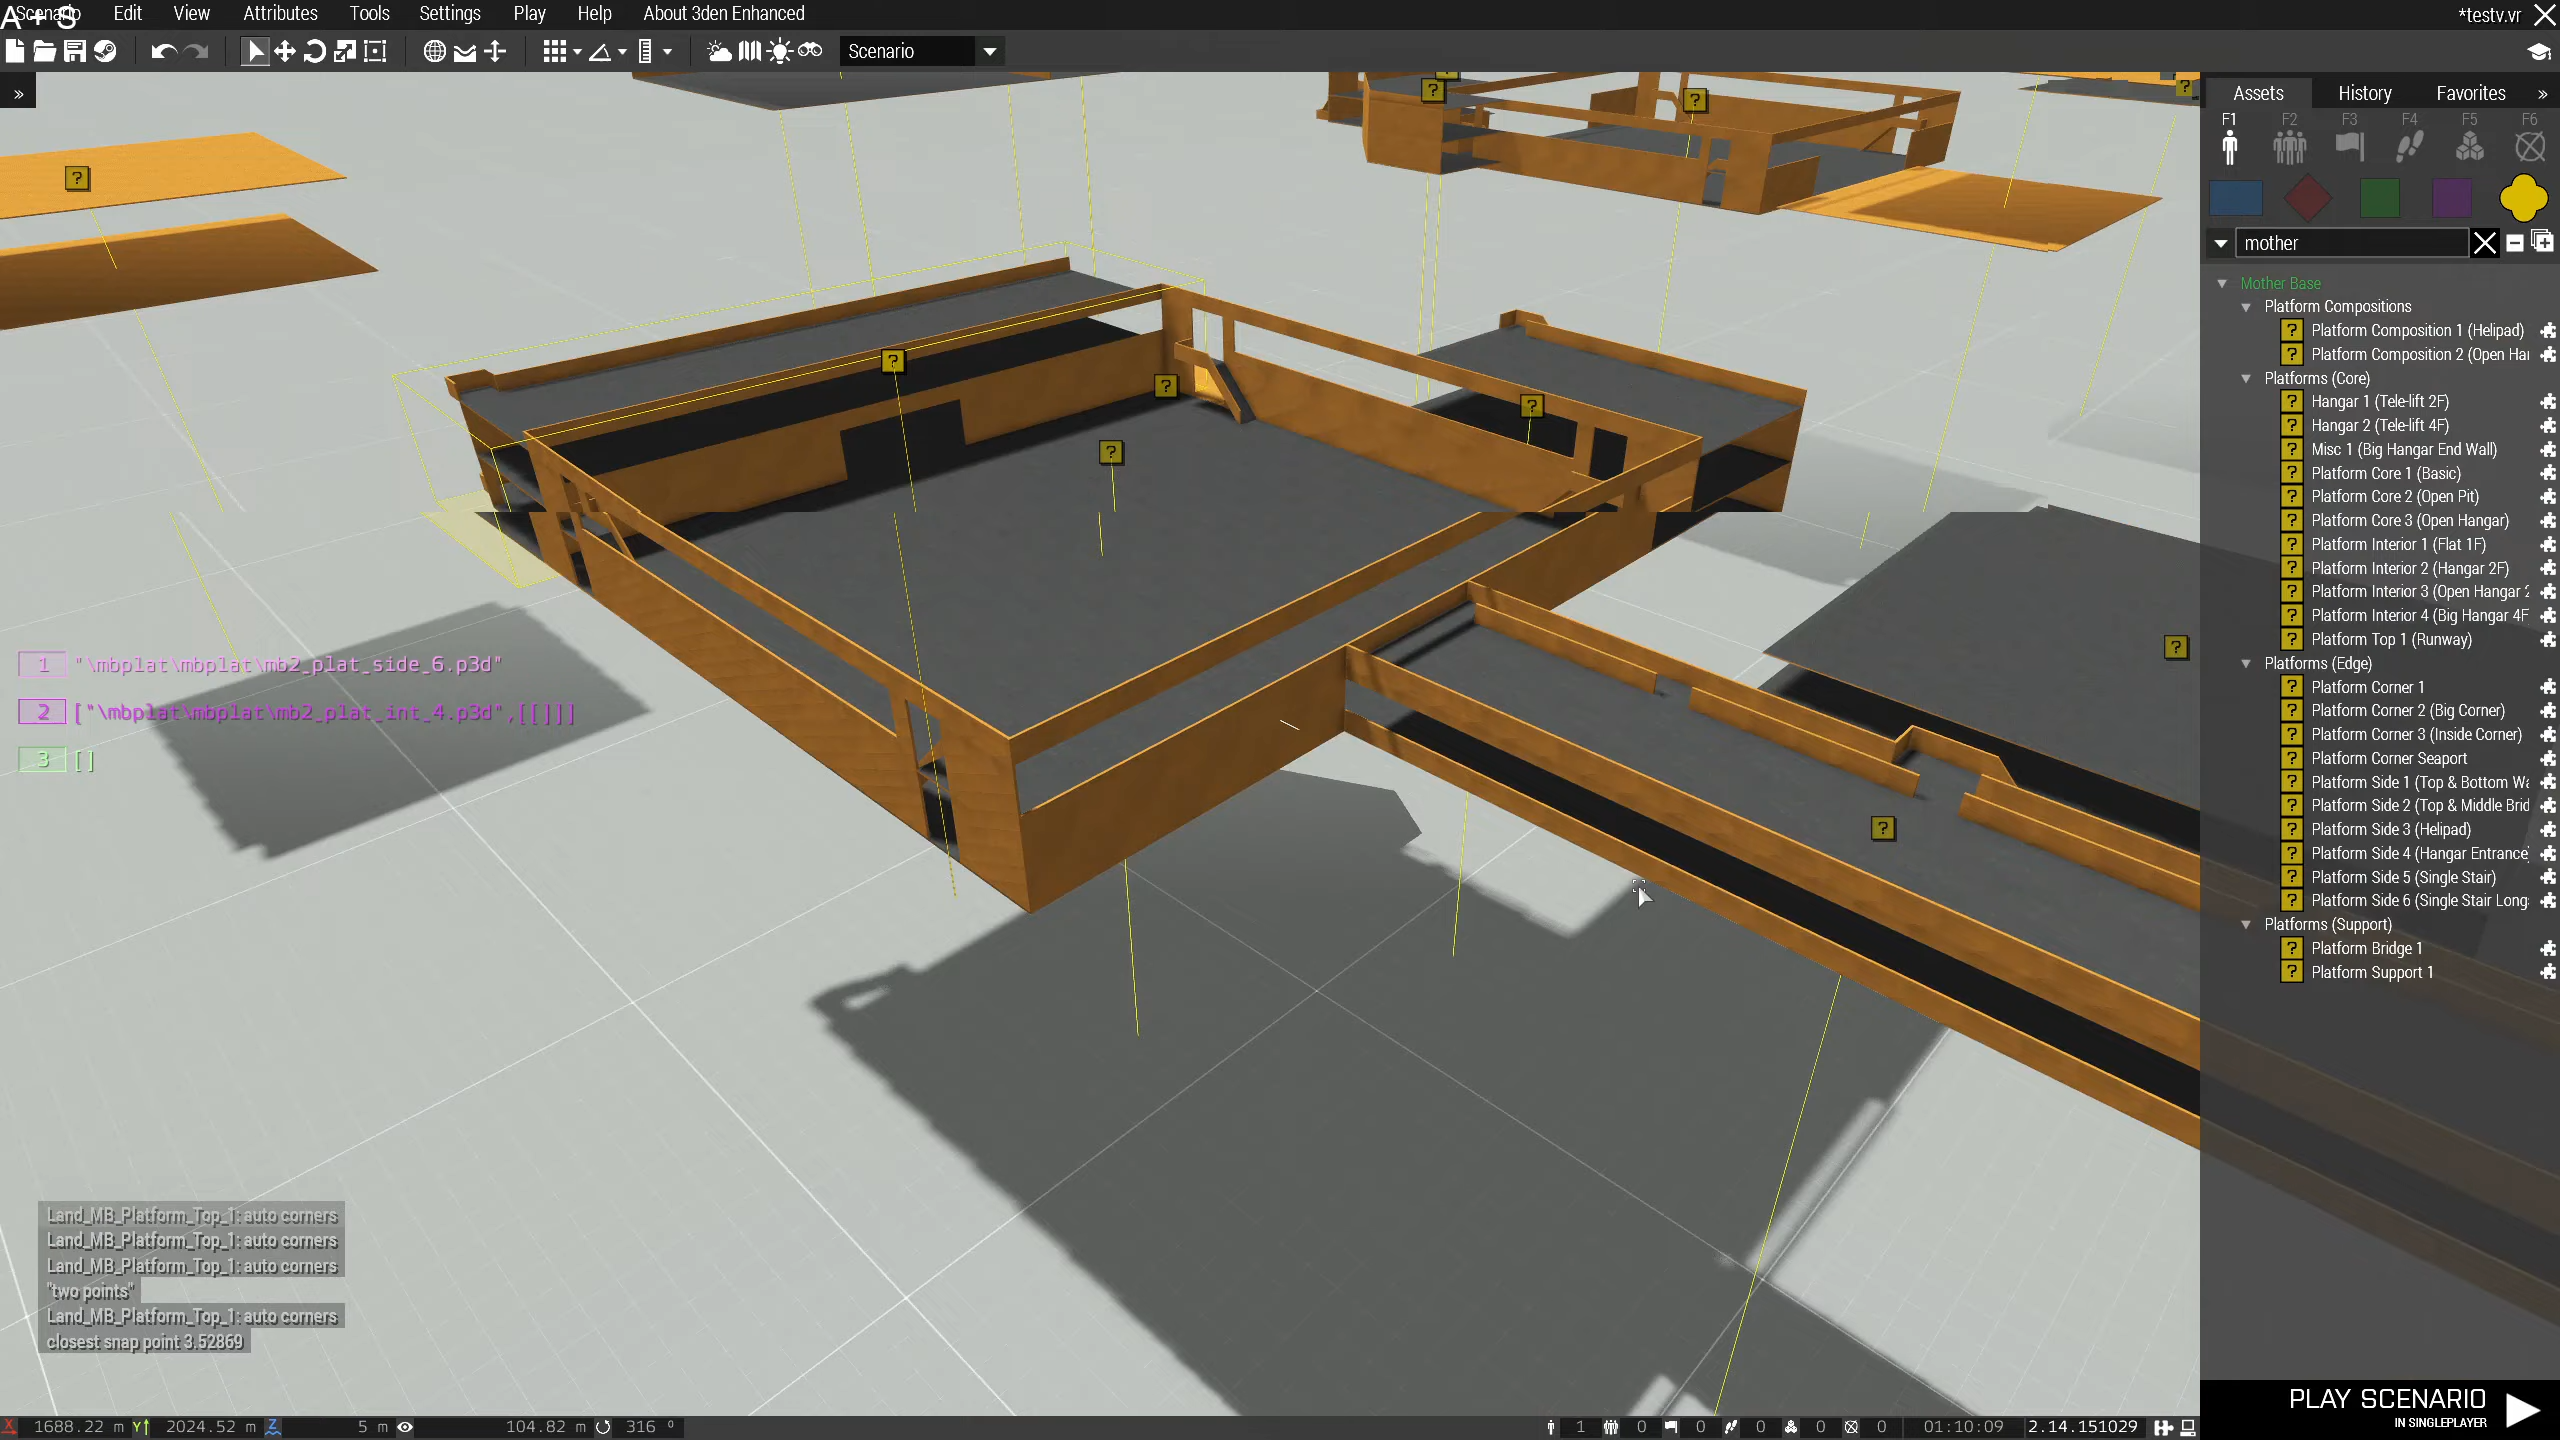 Scenario Edit View Attributes Tools Settings Play Help About 3den Enhanced *testv.vr
A + S
Scenario
Assets History Favorites
F1 F2 F3 F4 F5 F6
mother
Mother Base
Platform Compositions
? Platform Composition 1 (Helipad)
? Platform Composition 2 (Open Ha
Platforms (Core)
? Hangar 1 (Tele-lift 2F)
? Hangar 2 (Tele-lift 4F)
? Misc 1 (Big Hangar End Wall)
? Platform Core 1 (Basic)
? Platform Core 2 (Open Pit)
? Platform Core 3 (Open Hangar)
? Platform Interior 1 (Flat 1F)
? Platform Interior 2 (Hangar 2F)
? Platform Interior 3 (Open Hangar 2
? Platform Interior 4 (Big Hangar 4F
? Platform Top 1 (Runway)
Platforms (Edge)
? Platform Corner 1
? Platform Corner 2 (Big Corner)
? Platform Corner 3 (Inside Corner)
? Platform Corner Seaport
? Platform Side 1 (Top & Bottom Wa
? Platform Side 2 (Top & Middle Brid
? Platform Side 3 (Helipad)
? Platform Side 4 (Hangar Entrance)
? Platform Side 5 (Single Stair)
? Platform Side 6 (Single Stair Long
Platforms (Support)
? Platform Bridge 1
? Platform Support 1
1 "\mbplat\mbplat\mb2_plat_side_6.p3d"
2 ["\mbplat\mbplat\mb2_plat_int_4.p3d",[[]]]
3 []
Land_MB_Platform_Top_1: auto corners
Land_MB_Platform_Top_1: auto corners
Land_MB_Platform_Top_1: auto corners
"two points"
Land_MB_Platform_Top_1: auto corners
closest snap point 3.52869
PLAY SCENARIO
IN SINGLEPLAYER
X 1688.22 m Y 2024.52 m Z 5 m 104.82 m 316 ° 1 0 0 0 0 0 01:10:09 2.14.151029